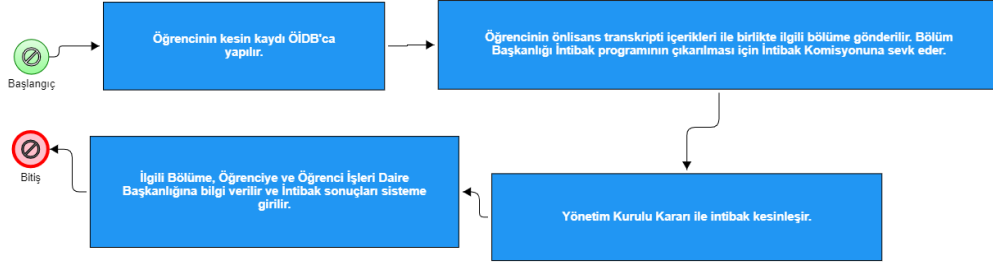 Başlangıç
Öğrencinin kesin kaydı ÖİDB'ca
yapılır.
Öğrencinin önlisans transkripti içerikleri ile birlikte ilgili bölüme gönderilir. Bölüm
Başkanlığı İntibak programının çıkarılması için İntibak Komisyonuna sevk eder.
Yönetim Kurulu Kararı ile intibak kesinleşir.
İlgili Bölüme, Öğrenciye ve Öğrenci İşleri Daire
Başkanlığına bilgi verilir ve İntibak sonuçları sisteme
girilir.
Bitiş